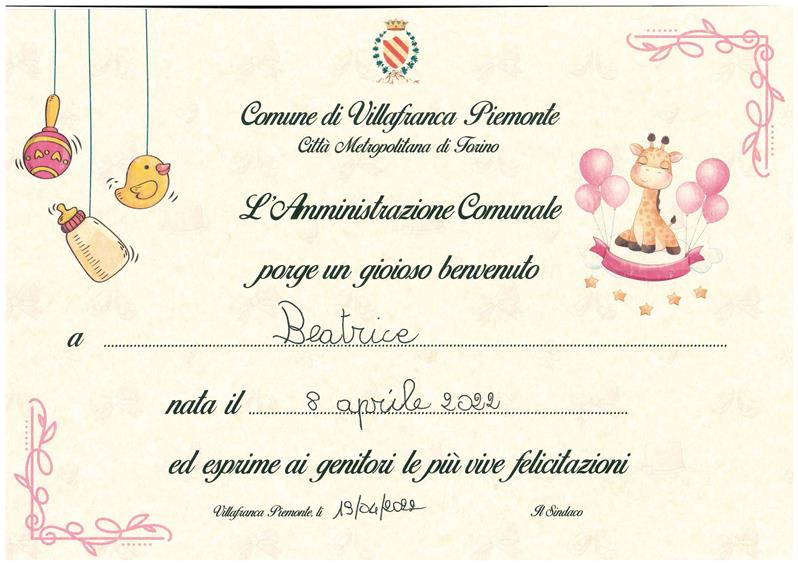 Comune di Villafranca Piemonte
Città Metropolitana di Torino
L'Amministrazione Comunale
porge un gioioso benvenuto
a Beatrice
nata il 8 aprile 2022
ed esprime ai genitori le più vive felicitazioni
Villafranca Piemonte, li 19/04/2022 Il Sindaco